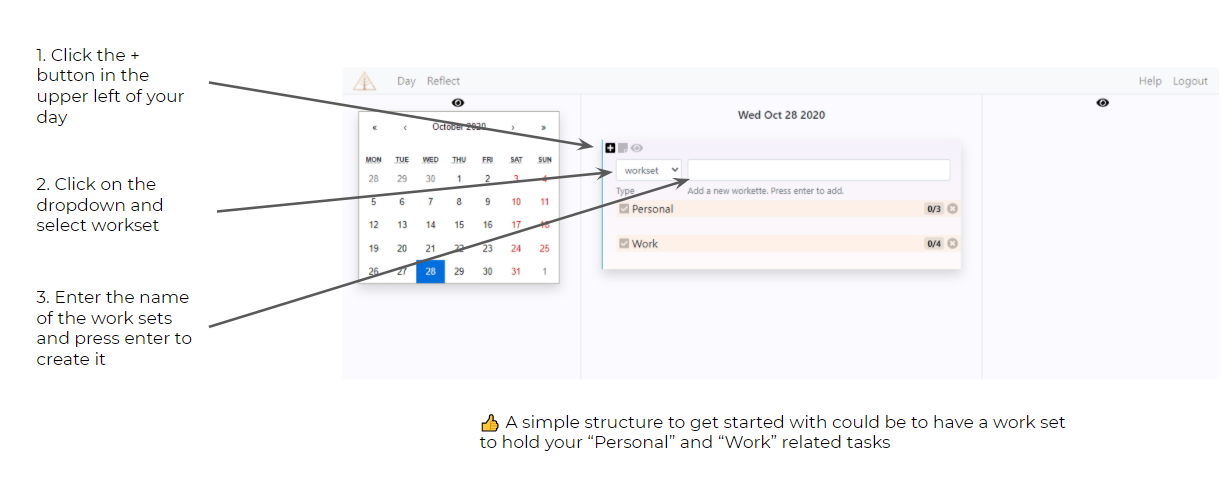 1. Click the +
button in the
upper left of your
day
2. Click on the
dropdown and
select workset
3. Enter the name
of the work sets
and press enter to
create it
Day Reflect
Help Logout
« ‹ October 2020 › »
MON TUE WED THU FRI SAT SUN
28 29 30 1 2 3 4
5 6 7 8 9 10 11
12 13 14 15 16 17 18
19 20 21 22 23 24 25
26 27 28 29 30 31 1
Wed Oct 28 2020
workset
Type
Add a new workette. Press enter to add.
Personal 0/3
Work 0/4
👍 A simple structure to get started with could be to have a work set
to hold your “Personal” and “Work” related tasks